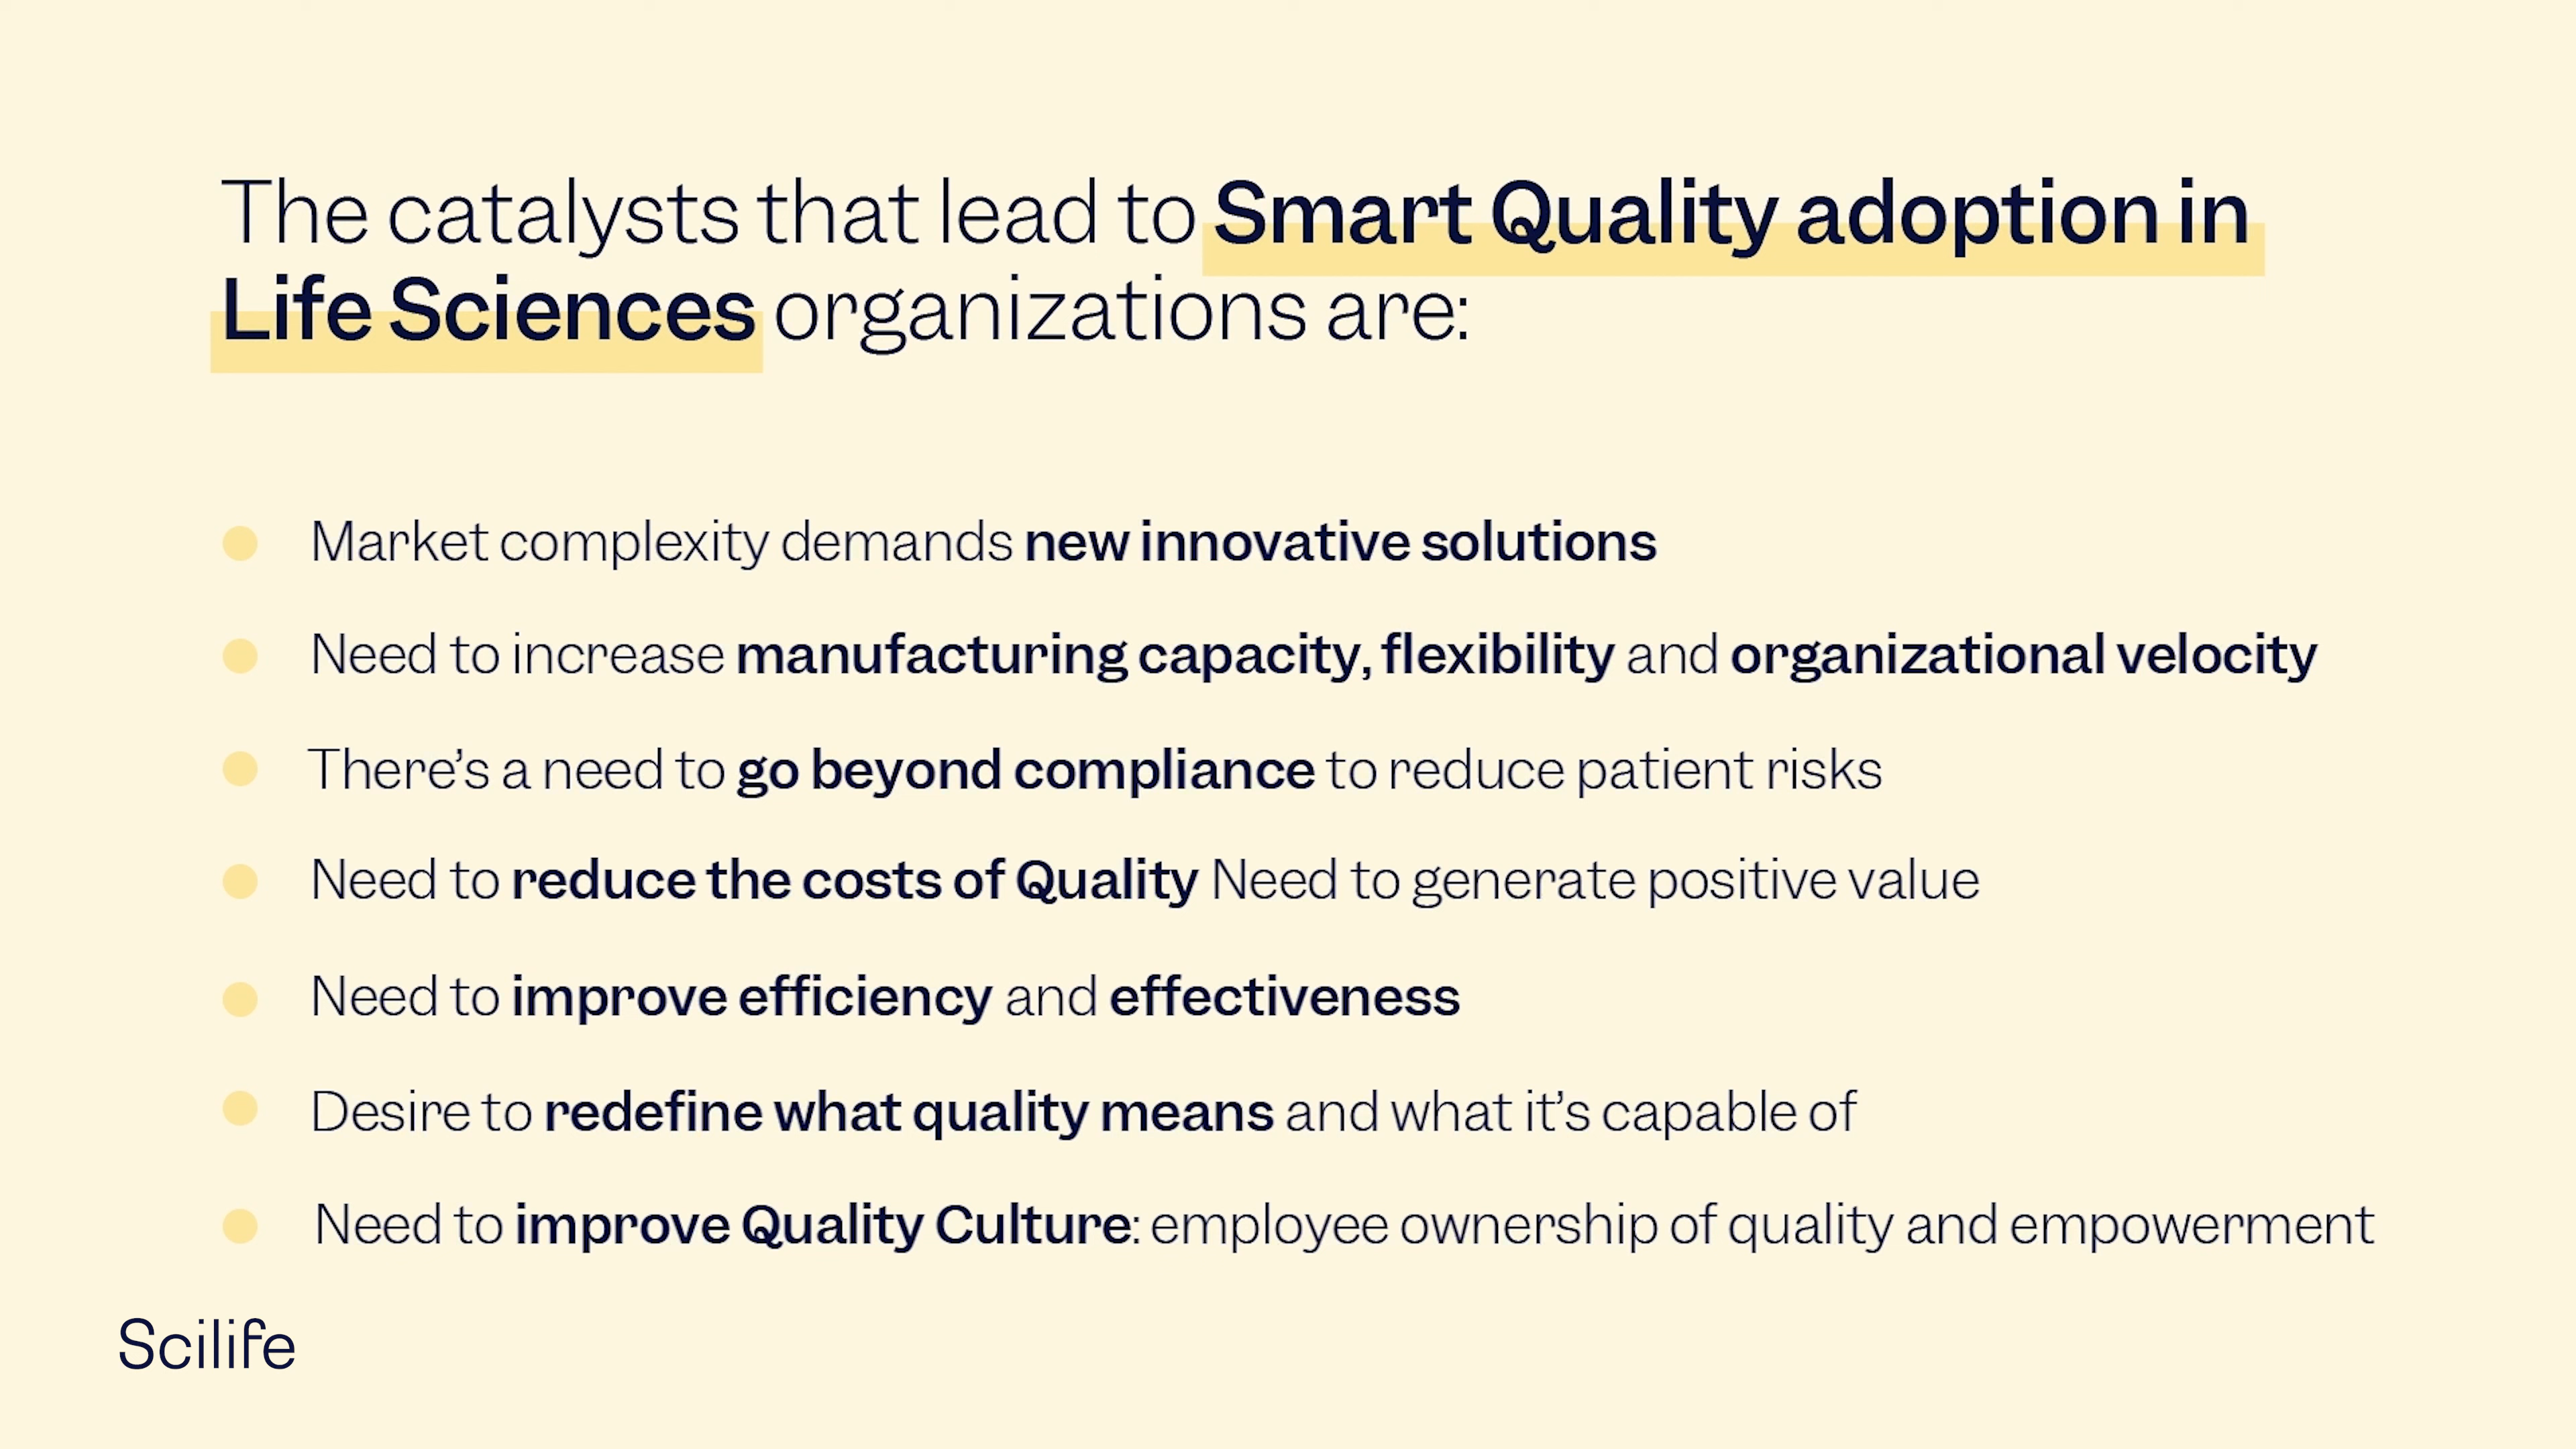 The catalysts that lead to Smart Quality adoption in
Life Sciences organizations are:
Market complexity demands new innovative solutions
Need to increase manufacturing capacity, flexibility and organizational velocity
There’s a need to go beyond compliance to reduce patient risks
Need to reduce the costs of Quality Need to generate positive value
Need to improve efficiency and effectiveness
Desire to redefine what quality means and what it’s capable of
Need to improve Quality Culture: employee ownership of quality and empowerment
Scilife